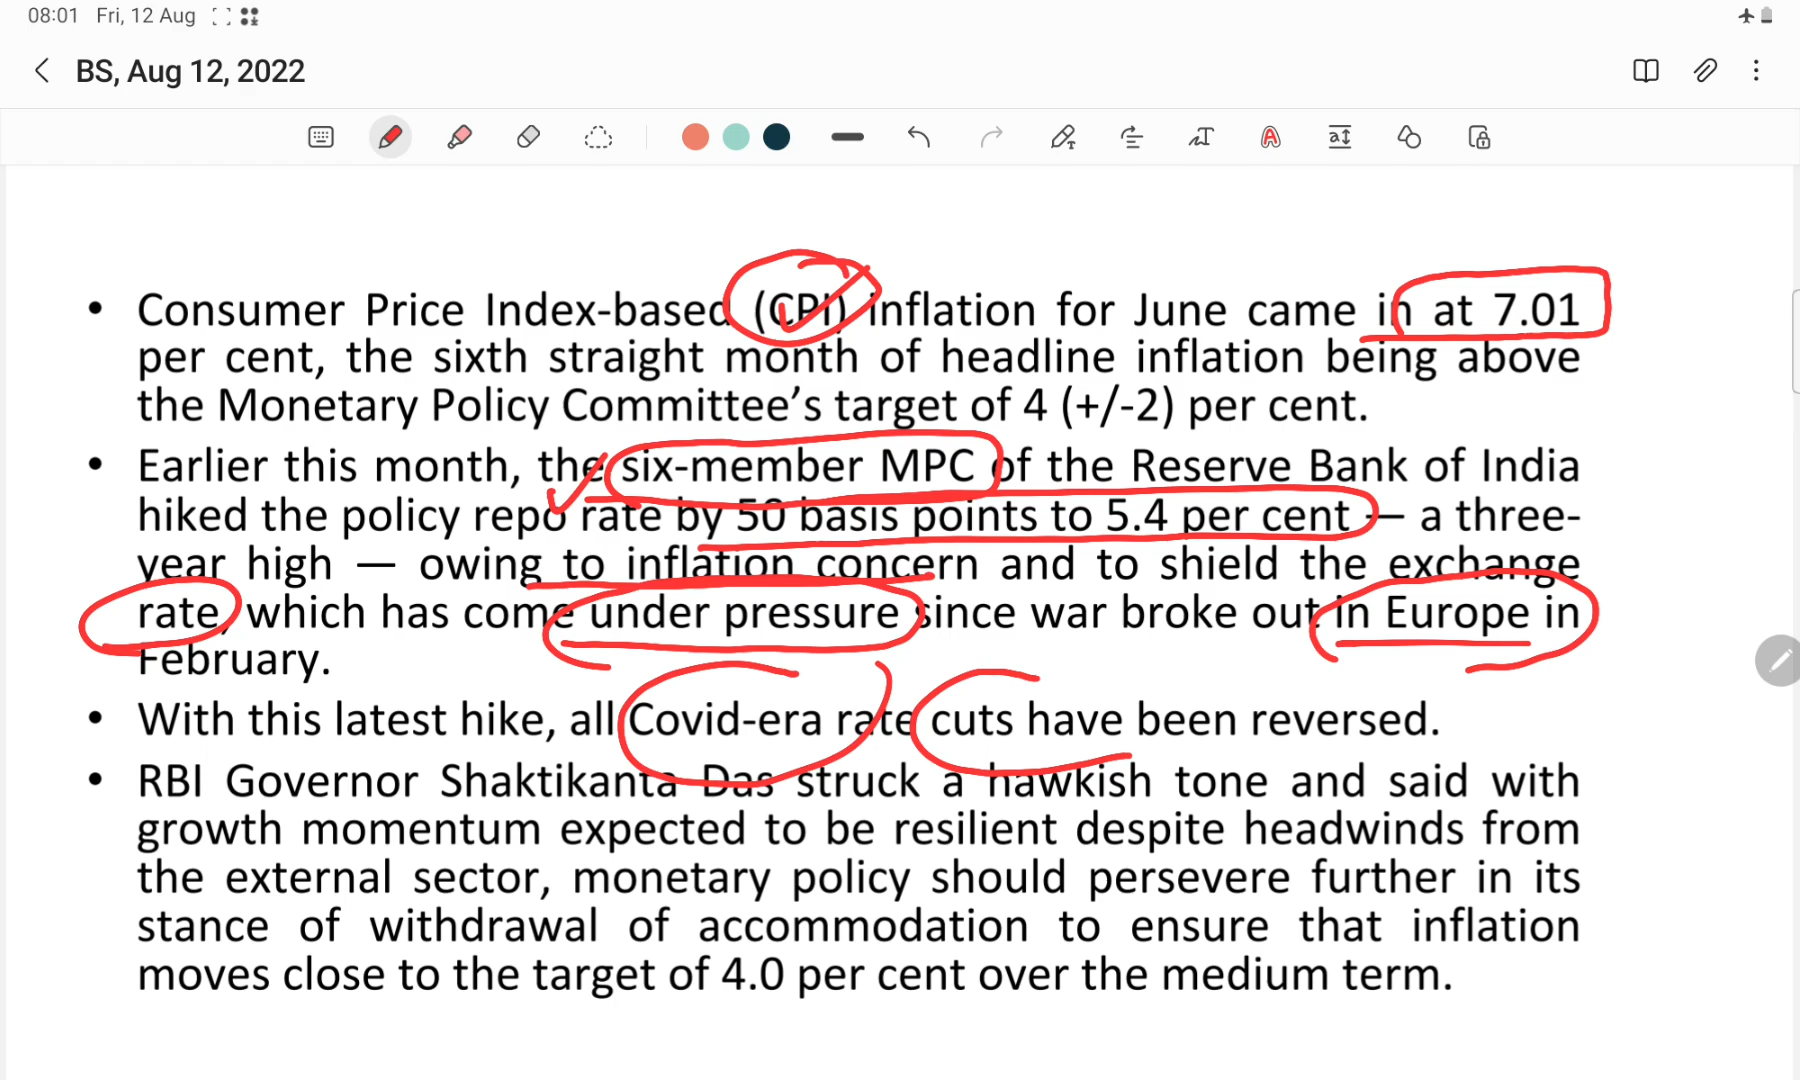 08:01 Fri, 12 Aug
BS, Aug 12, 2022
• Consumer Price Index-based (CPI) inflation for June came in at 7.01
per cent, the sixth straight month of headline inflation being above
the Monetary Policy Committee’s target of 4 (+/-2) per cent.
• Earlier this month, the six-member MPC of the Reserve Bank of India
hiked the policy repo rate by 50 basis points to 5.4 per cent — a three-
year high — owing to inflation concern and to shield the exchange
rate, which has come under pressure since war broke out in Europe in
February.
• With this latest hike, all Covid-era rate cuts have been reversed.
• RBI Governor Shaktikanta Das struck a hawkish tone and said with
growth momentum expected to be resilient despite headwinds from
the external sector, monetary policy should persevere further in its
stance of withdrawal of accommodation to ensure that inflation
moves close to the target of 4.0 per cent over the medium term.